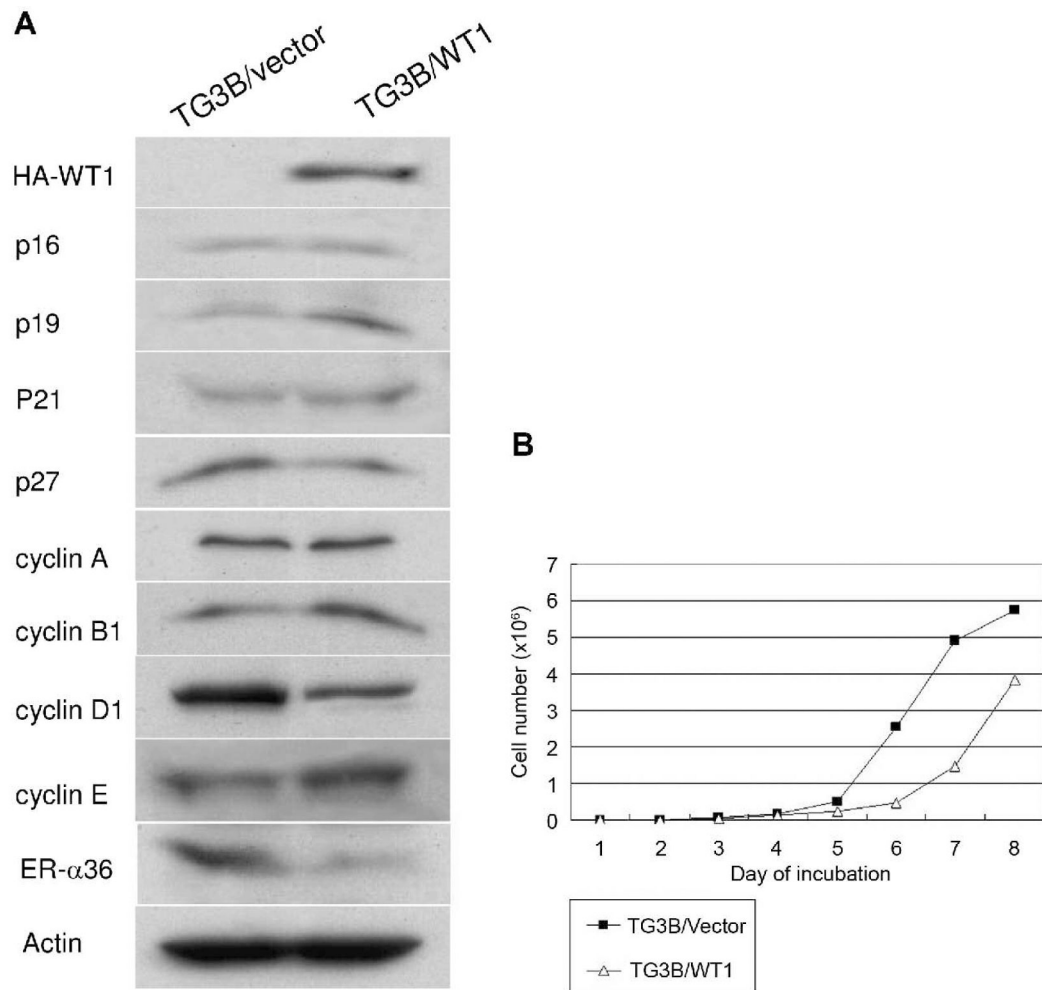 A
TG3B/vector
TG3B/WT1
HA-WT1
p16
p19
P21
p27
cyclin A
cyclin B1
cyclin D1
cyclin E
ER-α36
Actin
B
Cell number (x10⁶)
7
6
5
4
3
2
1
0
1 2 3 4 5 6 7 8
Day of incubation
TG3B/Vector
TG3B/WT1